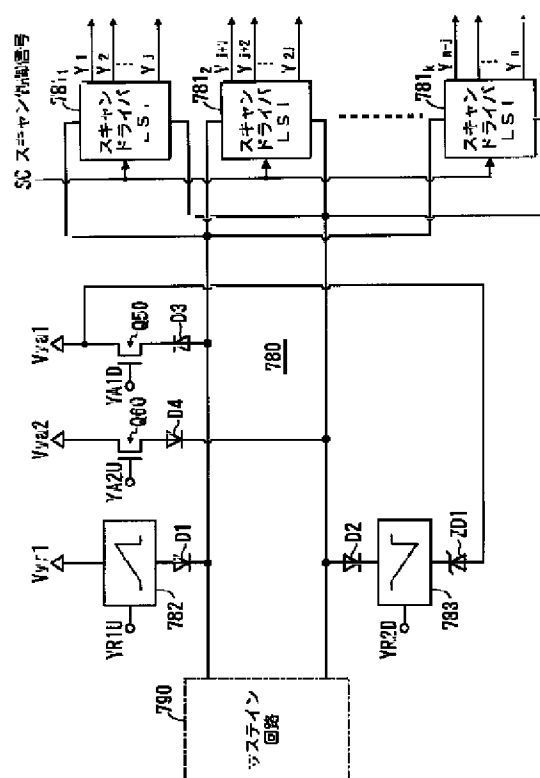 SC スキャン制御信号
781₁
スキャン
ドライバ
LSI
Y₁
Y₂
Yⱼ
781₂
スキャン
ドライバ
LSI
Yⱼ₊₁
Yⱼ₊₂
Y₂ⱼ
781ₖ
スキャン
ドライバ
LSI
Yₙ₋ⱼ
Yₙ
Vya1
YA1D
Q50
D3
Vya2
YA2U
Q60
D4
780
Vyr1
YR1U
782
D1
D2
YR2D
783
ZD1
790
サステイン
回路